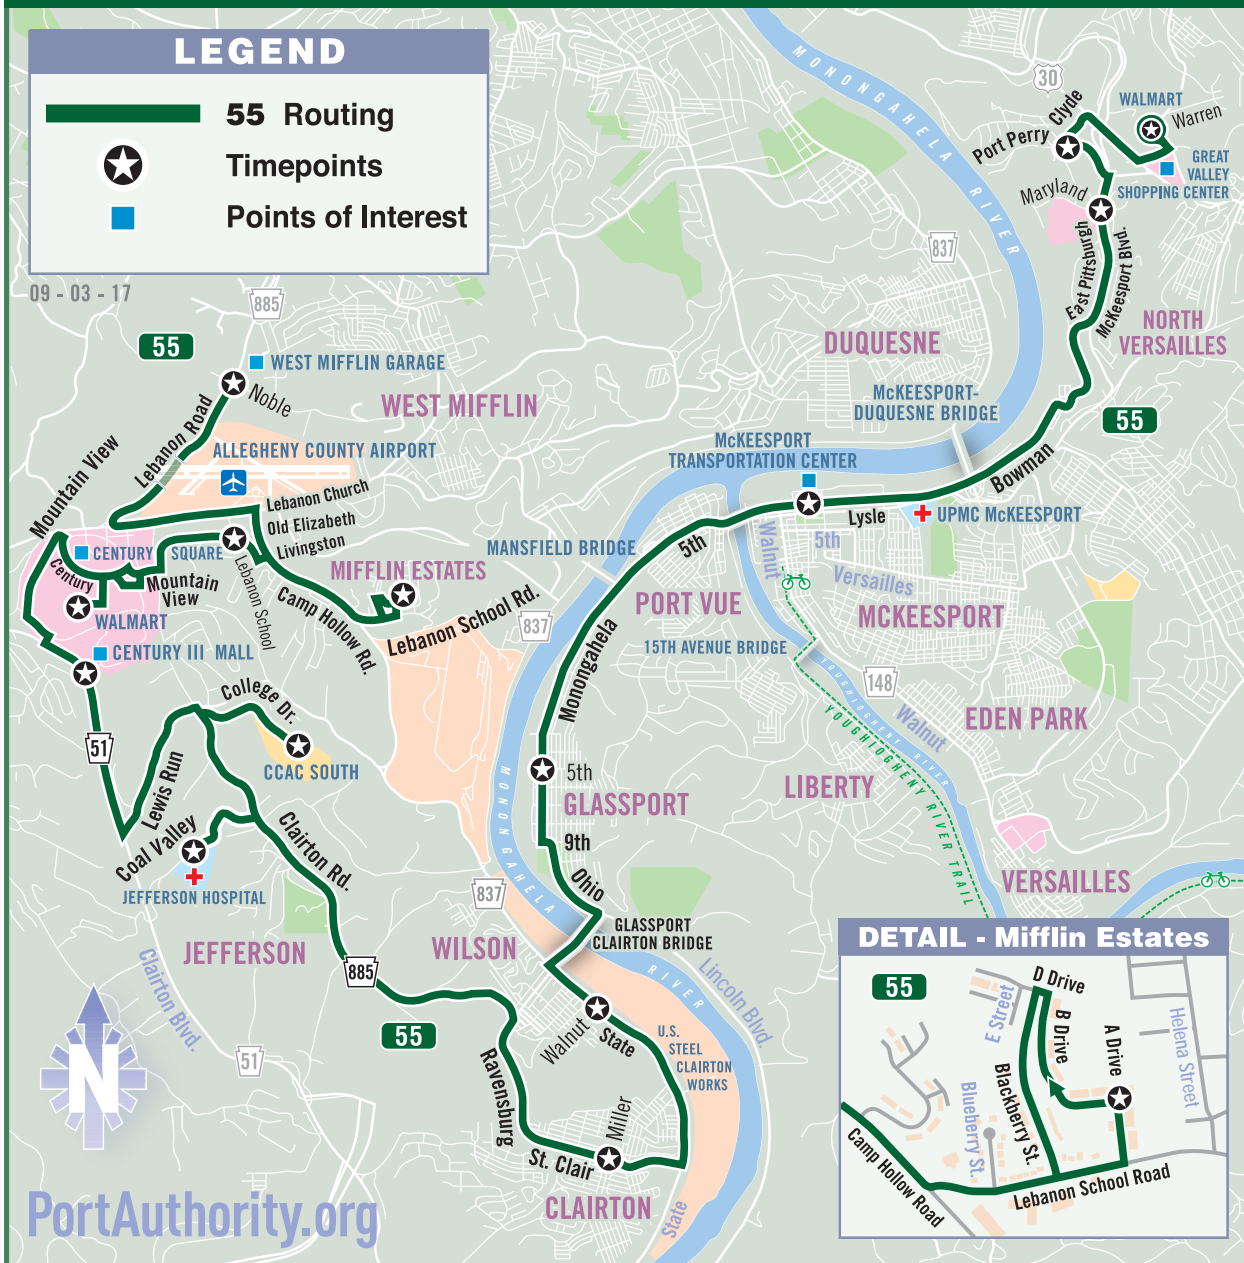 LEGEND
55 Routing
Timepoints
Points of Interest
09 - 03 - 17
885
55
WEST MIFFLIN GARAGE
Noble
WEST MIFFLIN
Lebanon Road
ALLEGHENY COUNTY AIRPORT
Mountain View
Lebanon Church
Old Elizabeth
Livingston
CENTURY
SQUARE
Century
Mountain
View
Lebanon School
WALMART
CENTURY III MALL
MIFFLIN ESTATES
Camp Hollow Rd.
Lebanon School Rd.
837
51
College Dr.
CCAC SOUTH
Lewis Run
Coal Valley
JEFFERSON HOSPITAL
Clairton Rd.
JEFFERSON
885
Clairton Blvd.
51
55
N
PortAuthority.org
MONONGAHELA
RIVER
30
Clyde
Port Perry
WALMART
Warren
GREAT
VALLEY
SHOPPING CENTER
Maryland
837
East Pittsburgh
McKeesport Blvd.
NORTH
VERSAILLES
DUQUESNE
McKEESPORT-
DUQUESNE BRIDGE
55
Bowman
McKEESPORT
TRANSPORTATION CENTER
Lysle
UPMC McKEESPORT
5th
Walnut
5th
Versailles
MANSFIELD BRIDGE
PORT VUE
MCKEESPORT
15TH AVENUE BRIDGE
148
YOUGHIOGHENY RIVER
Walnut
EDEN PARK
YOUGHIOGHENY RIVER TRAIL
LIBERTY
VERSAILLES
Monongahela
5th
GLASSPORT
9th
Ohio
MONONGAHELA
RIVER
837
WILSON
GLASSPORT
CLAIRTON BRIDGE
Lincoln Blvd.
Walnut
State
U.S.
STEEL
CLAIRTON
WORKS
Ravensburg
Miller
St. Clair
CLAIRTON
State
DETAIL - Mifflin Estates
55
D Drive
E Street
B Drive
A Drive
Helena Street
Blackberry St.
Blueberry St.
Camp Hollow Road
Lebanon School Road